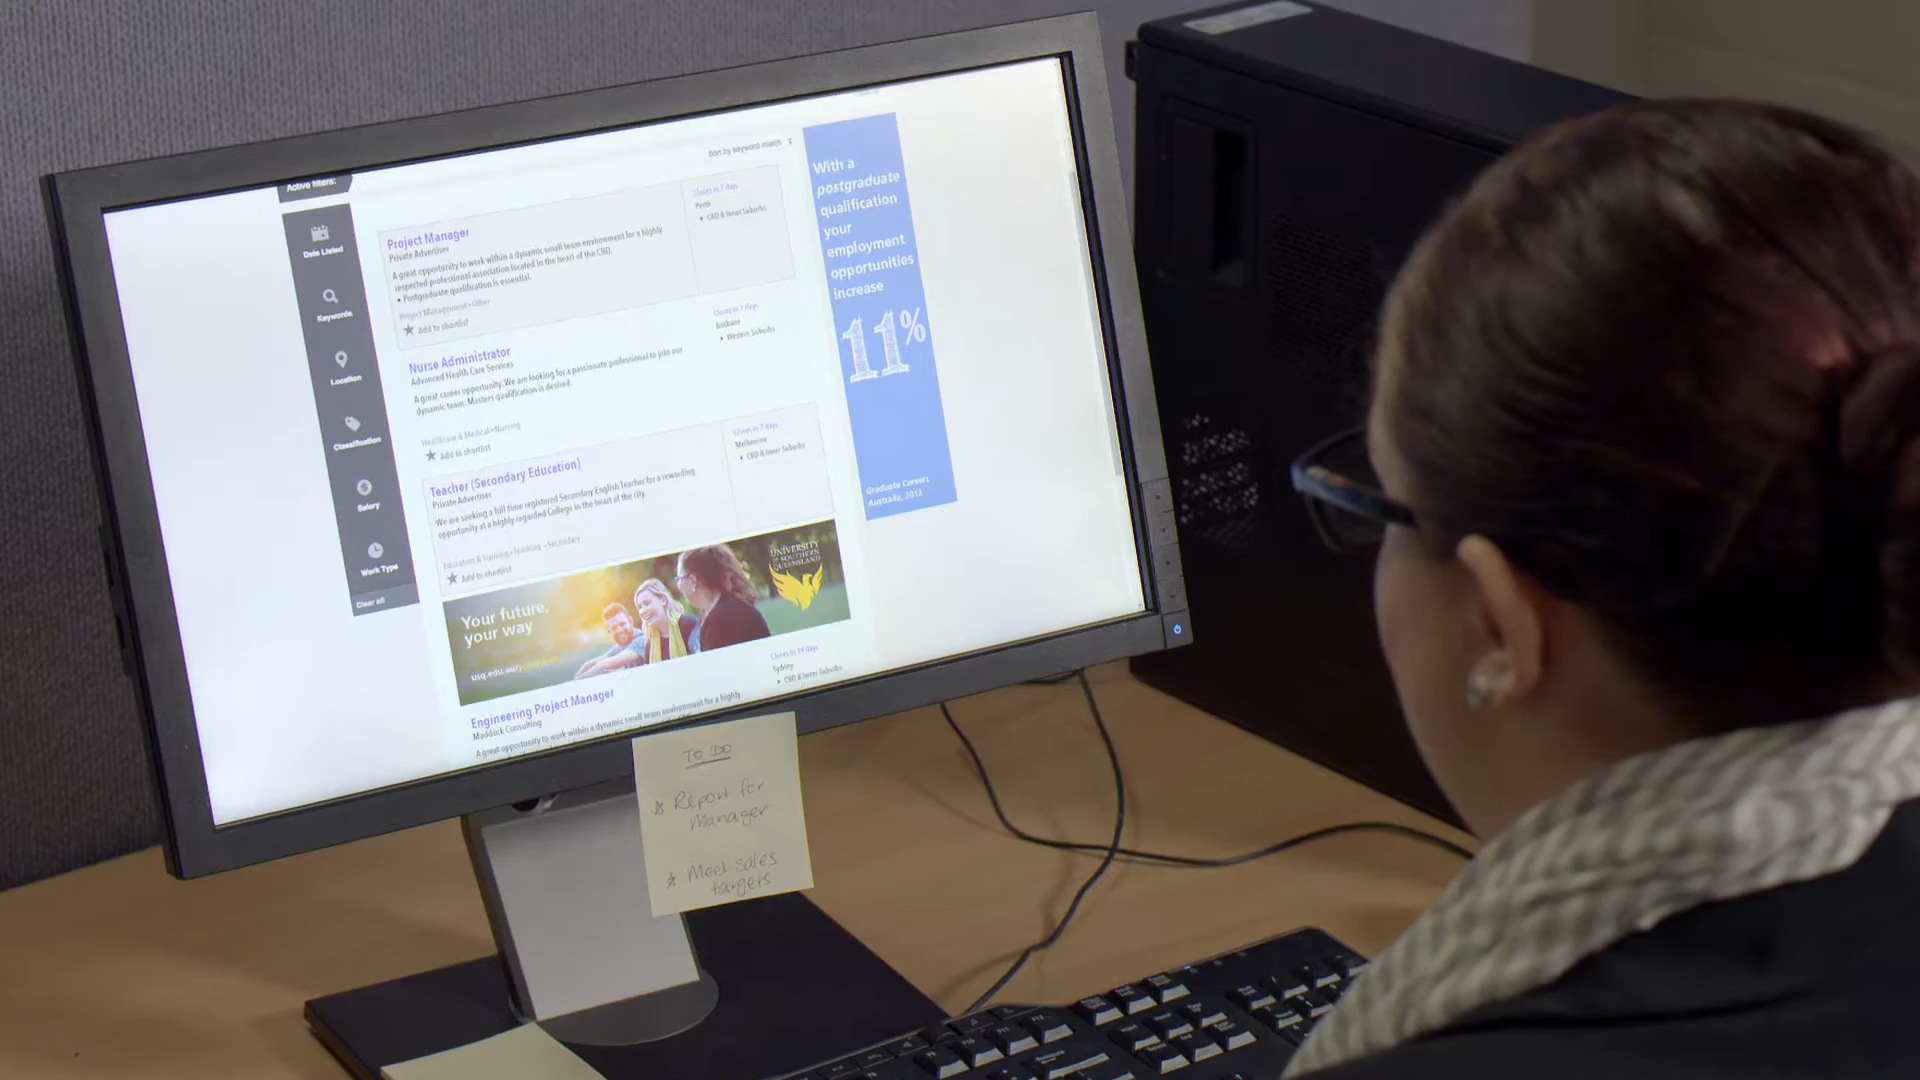 Sort by keyword match
Active filters:
Date Listed
Keywords
Location
Classification
Salary
Work Type
Clear all
Project Manager
Private Advertiser
A great opportunity to work within a dynamic small team environment for a highly
respected professional association located in the heart of the CBD.
• Postgraduate qualification is essential.
Project Management>Other
Add to shortlist
Closes in 7 days
Perth
CBD & Inner Suburbs
Nurse Administrator
Advanced Health Care Services
A great career opportunity. We are looking for a passionate professional to join our
dynamic team. Masters qualification is desired.
Healthcare & Medical>Nursing
Add to shortlist
Closes in 7 days
Brisbane
Western Suburbs
Teacher (Secondary Education)
Private Advertiser
We are seeking a full time registered Secondary English Teacher for a rewarding
opportunity at a highly regarded College in the heart of the city.
Education & Training>Teaching - Secondary
Add to shortlist
Closes in 7 days
Melbourne
CBD & Inner Suburbs
Your future,
your way
usq.edu.au/
UNIVERSITY
OF SOUTHERN
QUEENSLAND
Engineering Project Manager
Maddock Consulting
A great opportunity to work within a dynamic small team environment for a highly
Closes in 14 days
Sydney
CBD & Inner Suburbs
With a
postgraduate
qualification
your
employment
opportunities
increase
11%
Graduate Careers
Australia, 2013
TO DO
Report for
Manager
Meet sales
targets